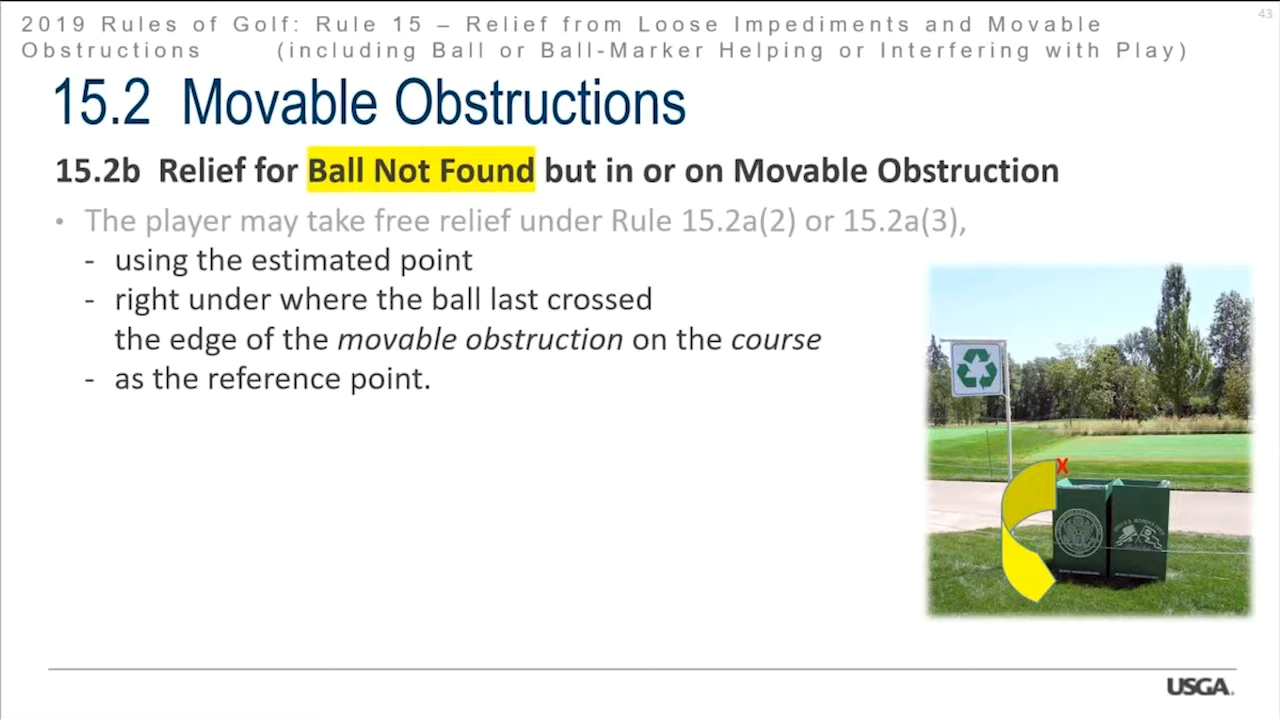 43
2019 Rules of Golf: Rule 15 – Relief from Loose Impediments and Movable
Obstructions (including Ball or Ball-Marker Helping or Interfering with Play)
15.2 Movable Obstructions
15.2b Relief for Ball Not Found but in or on Movable Obstruction
• The player may take free relief under Rule 15.2a(2) or 15.2a(3),
- using the estimated point
- right under where the ball last crossed
the edge of the movable obstruction on the course
- as the reference point.
X
USGA.